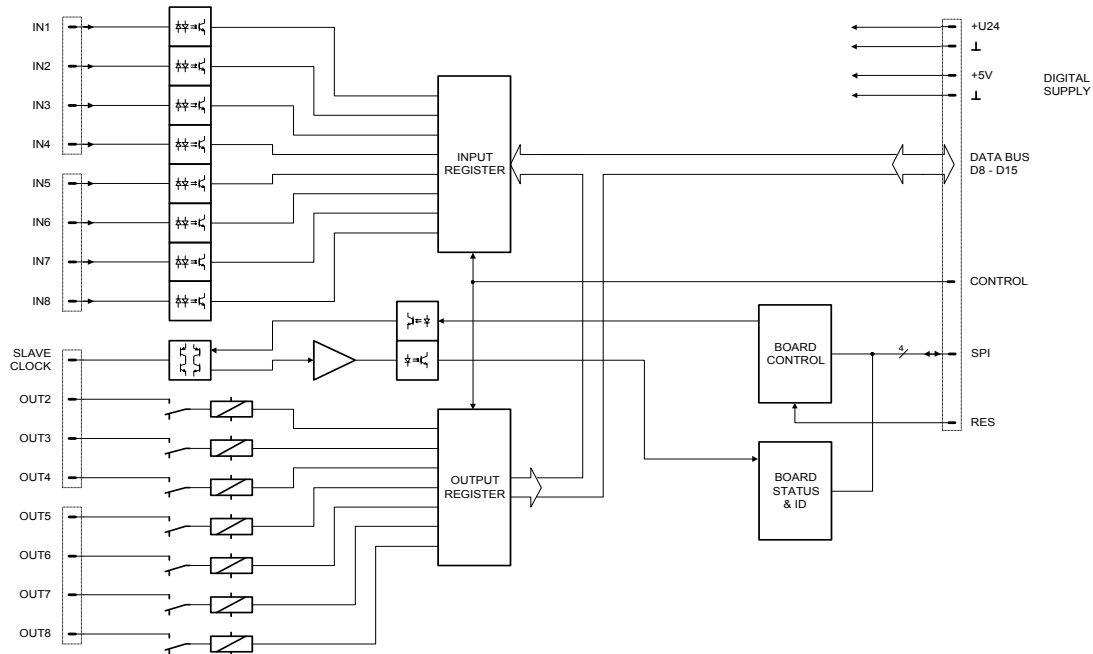 IN1
IN2
IN3
IN4
IN5
IN6
IN7
IN8
SLAVE
CLOCK
OUT2
OUT3
OUT4
OUT5
OUT6
OUT7
OUT8
INPUT
REGISTER
OUTPUT
REGISTER
BOARD
CONTROL
BOARD
STATUS
& ID
4
+U24
⊥
+5V
⊥
DIGITAL
SUPPLY
DATA BUS
D8 - D15
CONTROL
SPI
RES